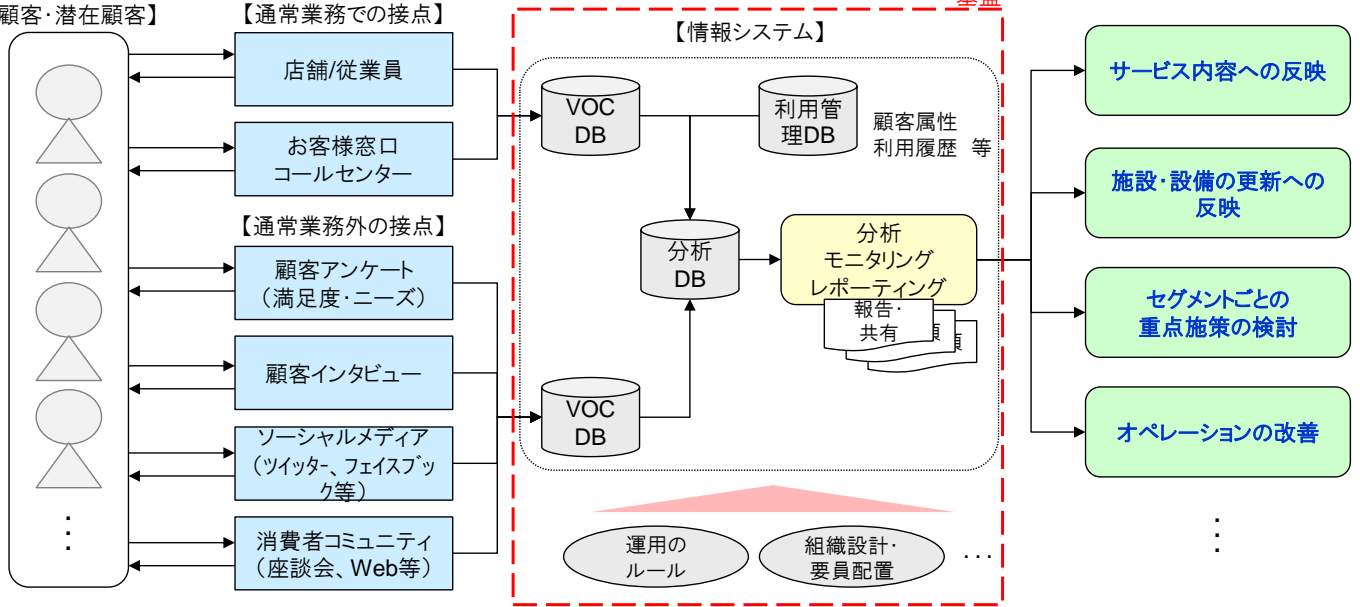 顧客・潜在顧客】
【通常業務での接点】
店舗/従業員
お客様窓口
コールセンター
【通常業務外の接点】
顧客アンケート
（満足度・ニーズ）
顧客インタビュー
ソーシャルメディア
（ツイッター、フェイスブッ
ク等）
消費者コミュニティ
（座談会、Web等）
⋮
【情報システム】
VOC
DB
利用管
理DB
顧客属性
利用履歴 等
分析
DB
分析
モニタリング
レポーティング
報告・
共有
VOC
DB
運用の
ルール
組織設計・
要員配置
･･･
サービス内容への反映
施設・設備の更新への
反映
セグメントごとの
重点施策の検討
オペレーションの改善
⋮